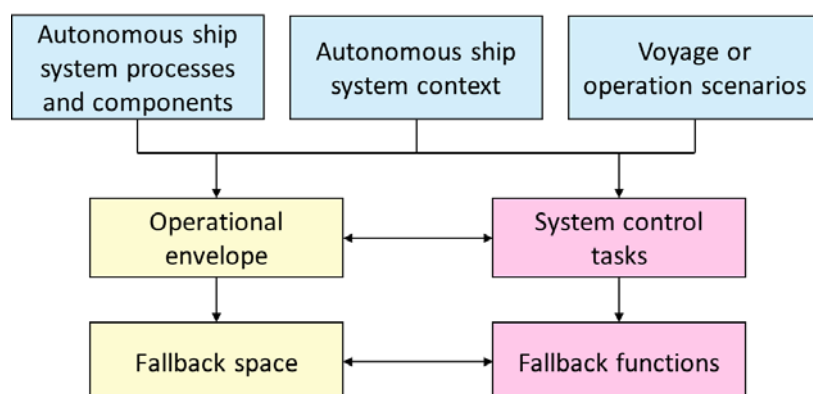 Autonomous ship
system processes
and components
Autonomous ship
system context
Voyage or
operation scenarios
Operational
envelope
System control
tasks
Fallback space
Fallback functions